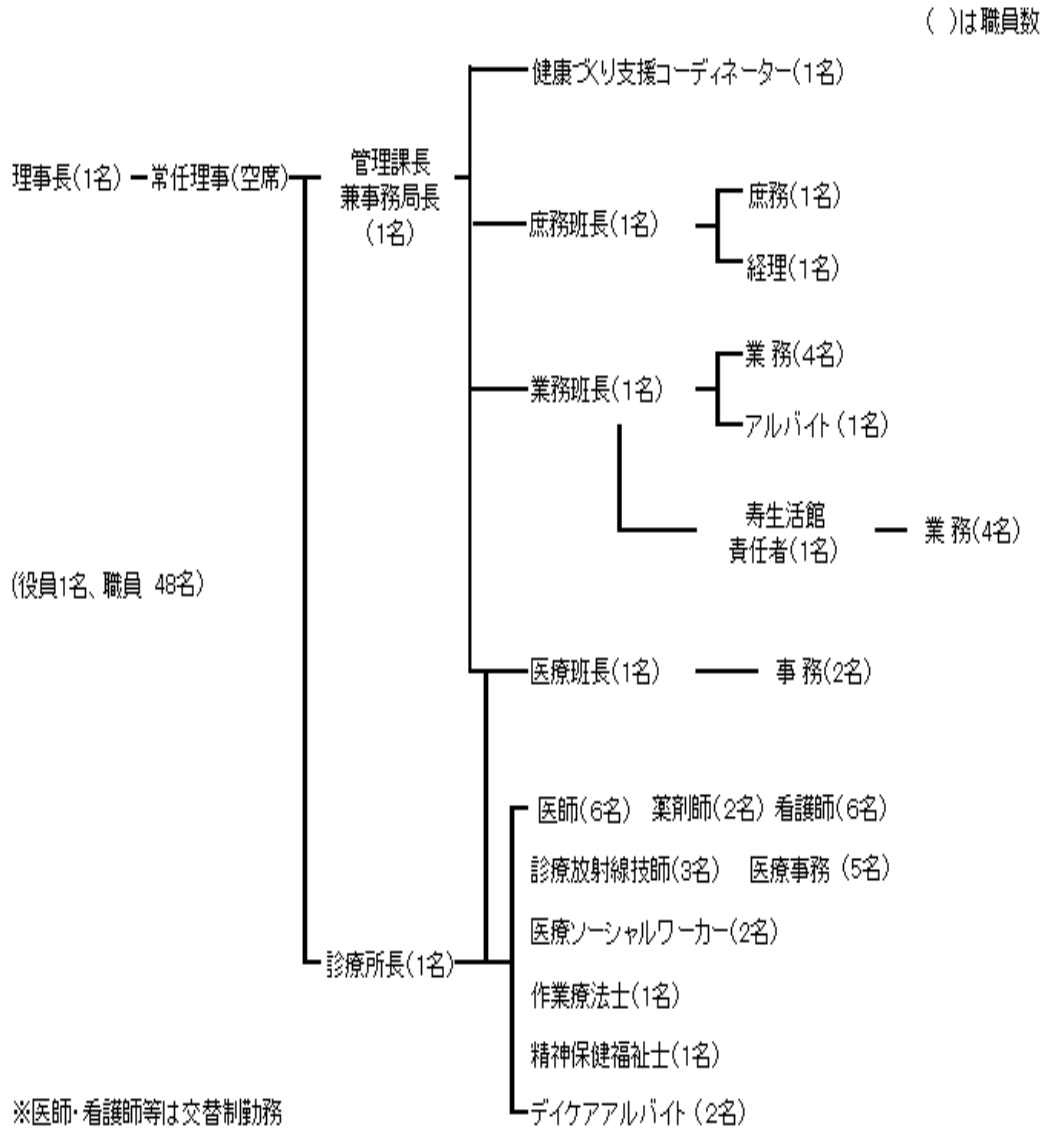 ( )は職員数
健康づくり支援コーディネーター(1名)
理事長(1名)
常任理事(空席)
管理課長
兼事務局長
(1名)
庶務班長(1名)
庶務(1名)
経理(1名)
業務班長(1名)
業 務(4名)
アルバイト(1名)
寿生活館
責任者(1名)
業 務(4名)
(役員1名、職員 48名)
医療班長(1名)
事 務(2名)
医師(6名) 薬剤師(2名) 看護師(6名)
診療放射線技師(3名) 医療事務 (5名)
医療ソーシャルワーカー(2名)
診療所長(1名)
作業療法士(1名)
精神保健福祉士(1名)
デイケアアルバイト(2名)
※医師・看護師等は交替制勤務